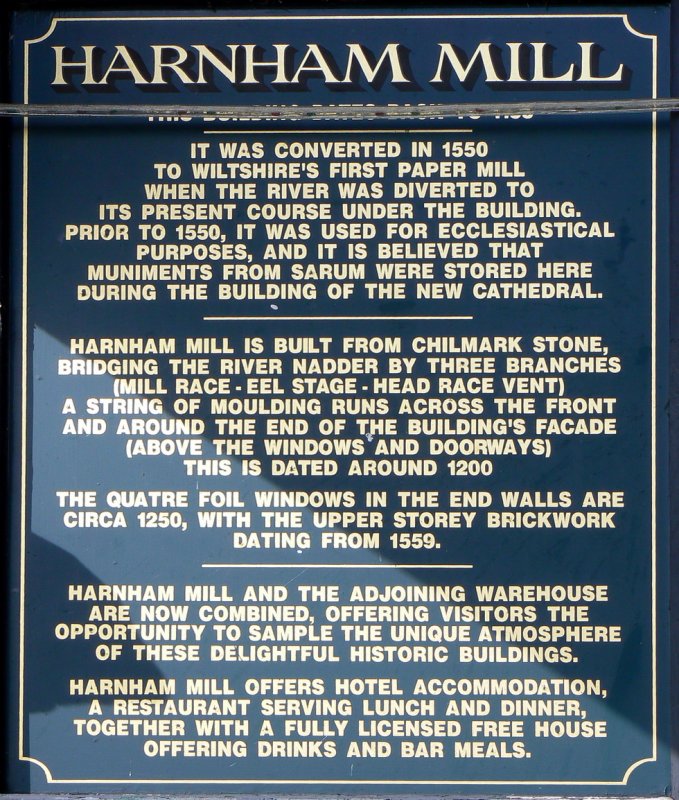 HARNHAM MILL
THIS BUILDING DATES BACK TO
IT WAS CONVERTED IN 1550
TO WILTSHIRE'S FIRST PAPER MILL
WHEN THE RIVER WAS DIVERTED TO
ITS PRESENT COURSE UNDER THE BUILDING.
PRIOR TO 1550, IT WAS USED FOR ECCLESIASTICAL
PURPOSES, AND IT IS BELIEVED THAT
MUNIMENTS FROM SARUM WERE STORED HERE
DURING THE BUILDING OF THE NEW CATHEDRAL.
HARNHAM MILL IS BUILT FROM CHILMARK STONE,
BRIDGING THE RIVER NADDER BY THREE BRANCHES
(MILL RACE - EEL STAGE - HEAD RACE VENT)
A STRING OF MOULDING RUNS ACROSS THE FRONT
AND AROUND THE END OF THE BUILDING'S FACADE
(ABOVE THE WINDOWS AND DOORWAYS)
THIS IS DATED AROUND 1200
THE QUATRE FOIL WINDOWS IN THE END WALLS ARE
CIRCA 1250, WITH THE UPPER STOREY BRICKWORK
DATING FROM 1559.
HARNHAM MILL AND THE ADJOINING WAREHOUSE
ARE NOW COMBINED, OFFERING VISITORS THE
OPPORTUNITY TO SAMPLE THE UNIQUE ATMOSPHERE
OF THESE DELIGHTFUL HISTORIC BUILDINGS.
HARNHAM MILL OFFERS HOTEL ACCOMMODATION,
A RESTAURANT SERVING LUNCH AND DINNER,
TOGETHER WITH A FULLY LICENSED FREE HOUSE
OFFERING DRINKS AND BAR MEALS.